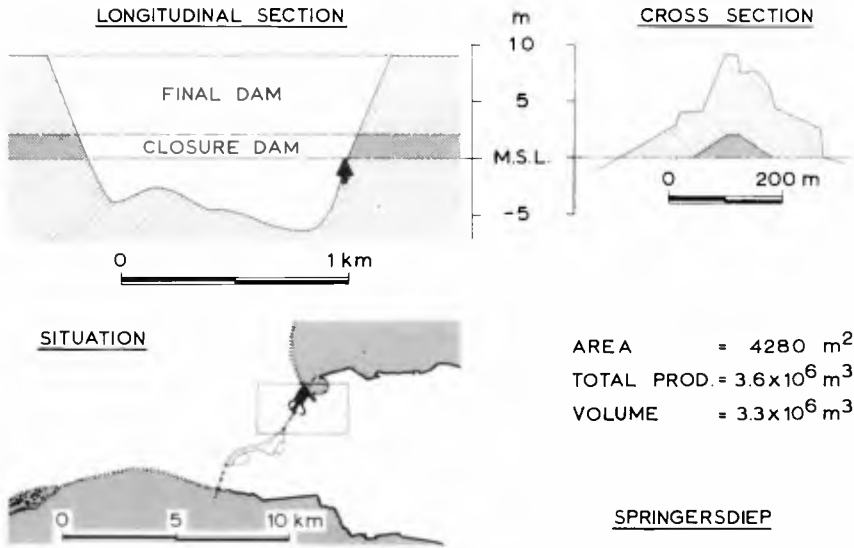 LONGITUDINAL SECTION
m
CROSS SECTION
10
5
M.S.L.
-5
FINAL DAM
CLOSURE DAM
0 1 km
0 200 m
SITUATION
0 5 10 km
AREA = 4280 m²
TOTAL PROD. = 3.6x10⁶ m³
VOLUME = 3.3x10⁶ m³
SPRINGERSDIEP